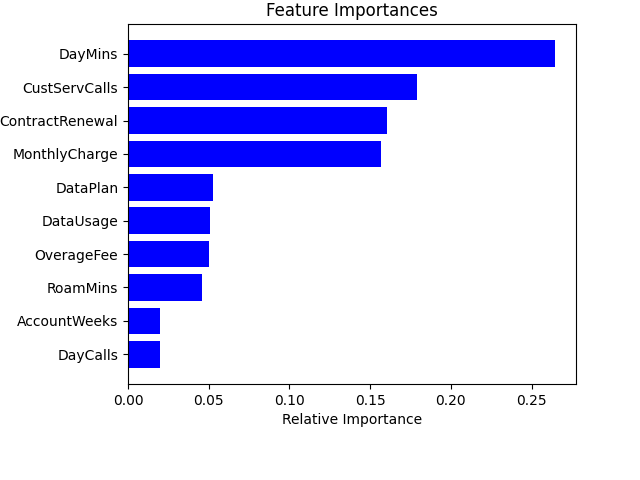 Feature Importances
DayMins
CustServCalls
ContractRenewal
MonthlyCharge
DataPlan
DataUsage
OverageFee
RoamMins
AccountWeeks
DayCalls
0.00 0.05 0.10 0.15 0.20 0.25
Relative Importance